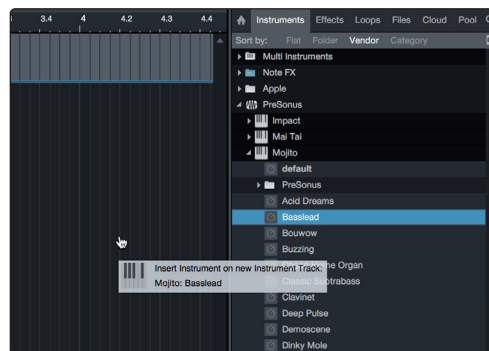 3.4 4 4.2 4.3 4.4
Instruments Effects Loops Files Cloud Pool
Sort by: Flat Folder Vendor Category
Multi Instruments
Note FX
Apple
PreSonus
Impact
Mai Tai
Mojito
default
PreSonus
Acid Dreams
Basslead
Bouwow
Buzzing
Organ
Insert Instrument on new Instrument Track:
Classic Subtrabass
Mojito: Basslead
Clavinet
Deep Pulse
Demoscene
Dinky Mole